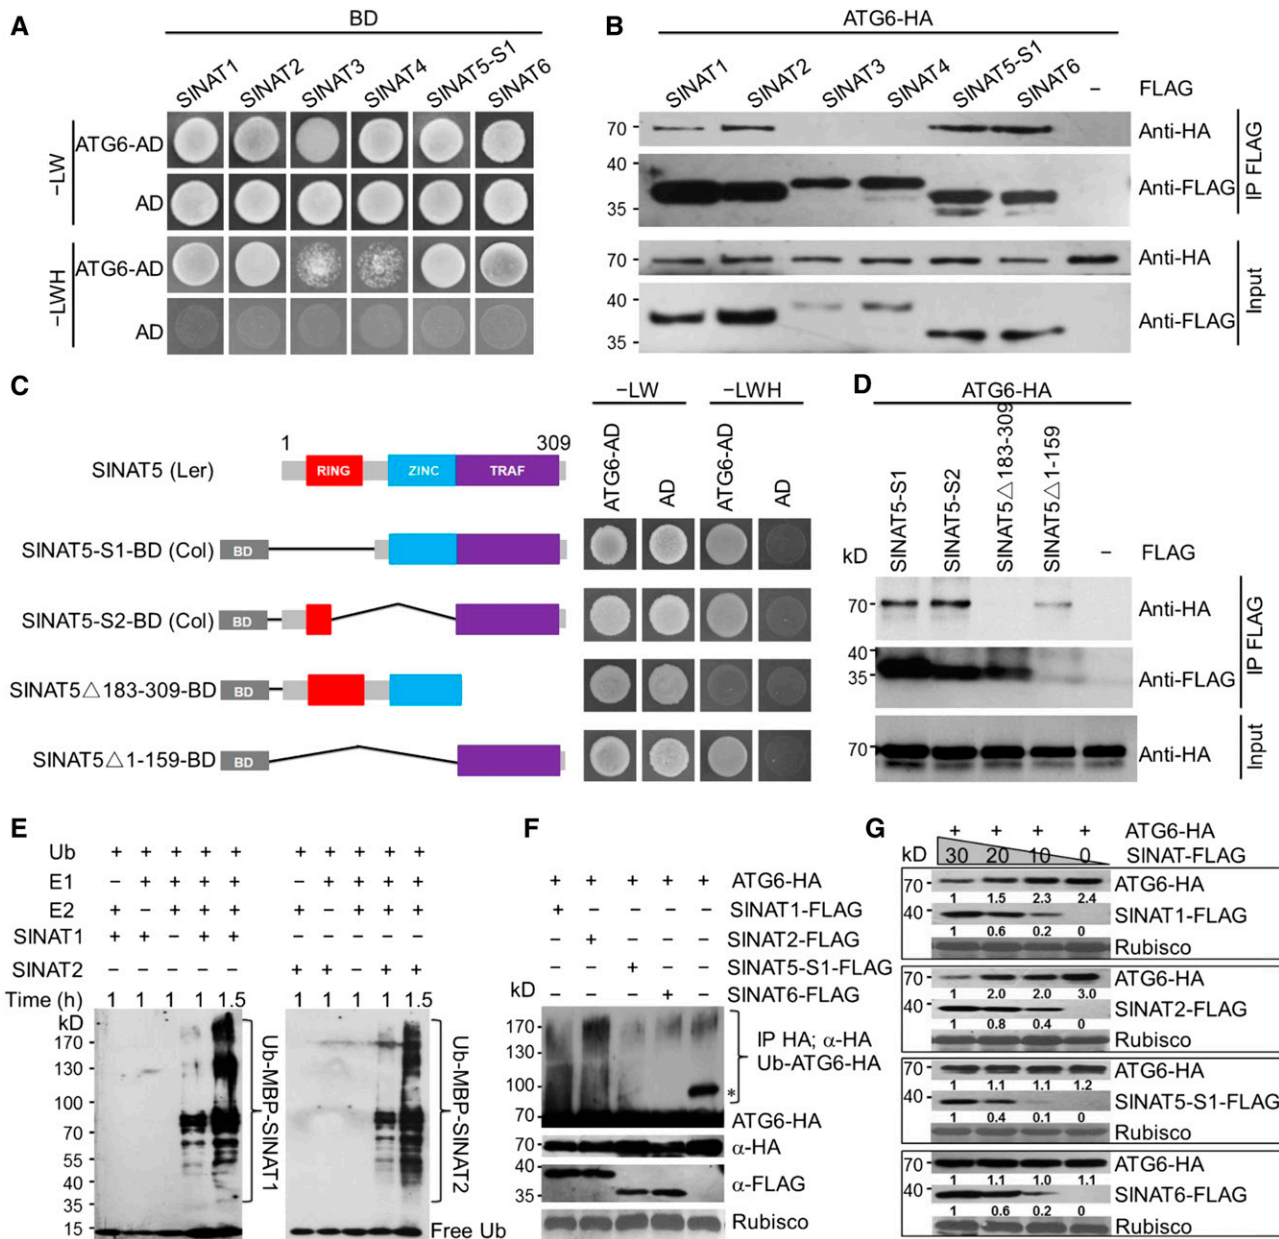 A
BD
SINAT1 SINAT2 SINAT3 SINAT4 SINAT5-S1 SINAT6
−LW
ATG6-AD
AD
−LWH
ATG6-AD
AD
B
ATG6-HA
SINAT1 SINAT2 SINAT3 SINAT4 SINAT5-S1 SINAT6 – FLAG
70 Anti-HA
40
35 Anti-FLAG
IP FLAG
70 Anti-HA
40
35 Anti-FLAG
Input
C
−LW −LWH
ATG6-AD AD ATG6-AD AD
1 309
SINAT5 (Ler) RING ZINC TRAF
SINAT5-S1-BD (Col) BD
SINAT5-S2-BD (Col) BD
SINAT5△183-309-BD BD
SINAT5△1-159-BD BD
D
ATG6-HA
kD SINAT5-S1 SINAT5-S2 SINAT5△183-309 SINAT5△1-159 – FLAG
70 Anti-HA
40
35 Anti-FLAG
IP FLAG
70 Anti-HA
Input
E
Ub + + + + + + + + + +
E1 – + + + + – + + + +
E2 + – + + + + – + + +
SINAT1 + + – + + – – – – –
SINAT2 – – – – – + + – + +
Time (h) 1 1 1 1 1.5 1 1 1 1 1.5
kD
170
130
100
70
55
40
35
15
Ub-MBP-SINAT1
Ub-MBP-SINAT2
Free Ub
F
+ + + + + ATG6-HA
+ – – – – SINAT1-FLAG
– + – – – SINAT2-FLAG
– – + – – SINAT5-S1-FLAG
– – – + – SINAT6-FLAG
kD
170
130
100
70
IP HA; α-HA
Ub-ATG6-HA
*
ATG6-HA
70 α-HA
40
35 α-FLAG
Rubisco
G
+ + + + ATG6-HA
kD 30 20 10 0 SINAT-FLAG
70 ATG6-HA
1 1.5 2.3 2.4
40 SINAT1-FLAG
1 0.6 0.2 0
Rubisco
70 ATG6-HA
1 2.0 2.0 3.0
40 SINAT2-FLAG
1 0.8 0.4 0
Rubisco
70 ATG6-HA
1 1.1 1.1 1.2
40 SINAT5-S1-FLAG
1 0.4 0.1 0
Rubisco
70 ATG6-HA
1 1.1 1.0 1.1
40 SINAT6-FLAG
1 0.6 0.2 0
Rubisco